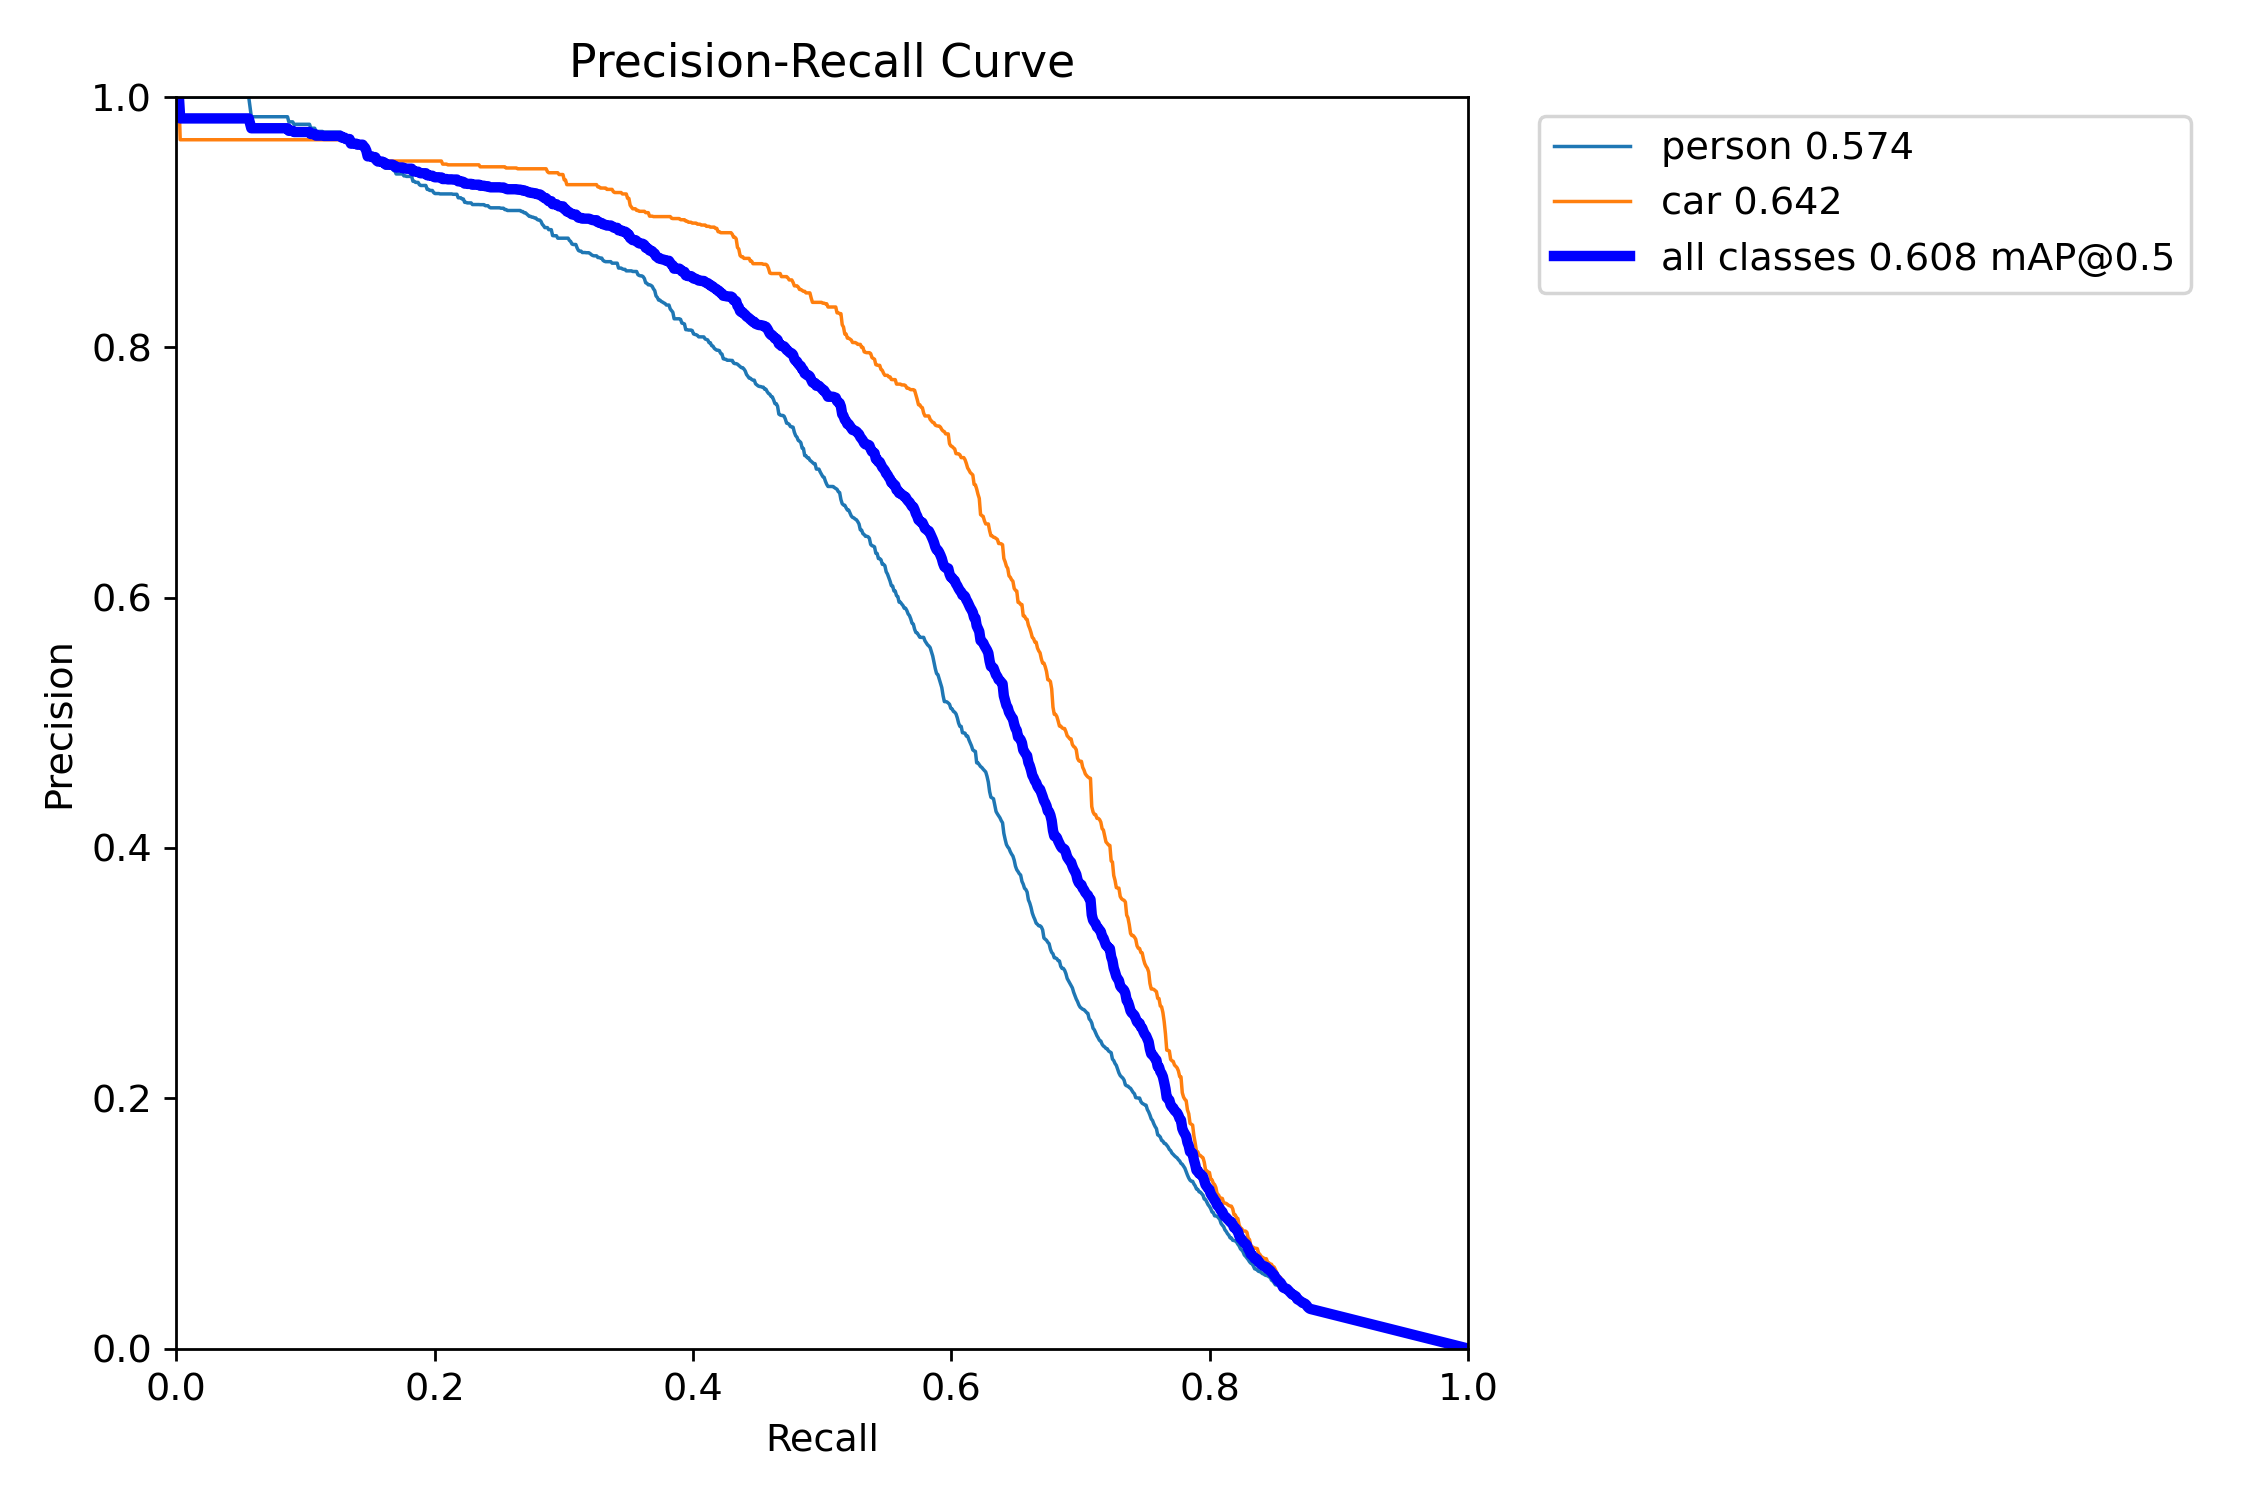 Precision-Recall Curve
person 0.574
car 0.642
all classes 0.608 mAP@0.5
Precision
1.0
0.8
0.6
0.4
0.2
0.0
0.0 0.2 0.4 0.6 0.8 1.0
Recall